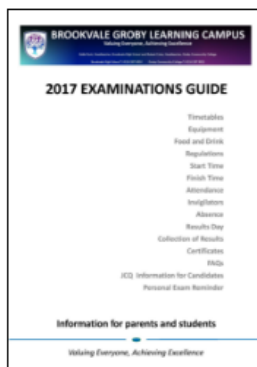 BROOKVALE GROBY LEARNING CAMPUS
Valuing Everyone, Achieving Excellence
2017 EXAMINATIONS GUIDE
Timetables
Equipment
Food and Drink
Regulations
Start Time
Finish Time
Attendance
Invigilators
Absence
Results Day
Collection of Results
Certificates
FAQs
JCQ Information for Candidates
Personal Exam Reminder
Information for parents and students
Valuing Everyone, Achieving Excellence